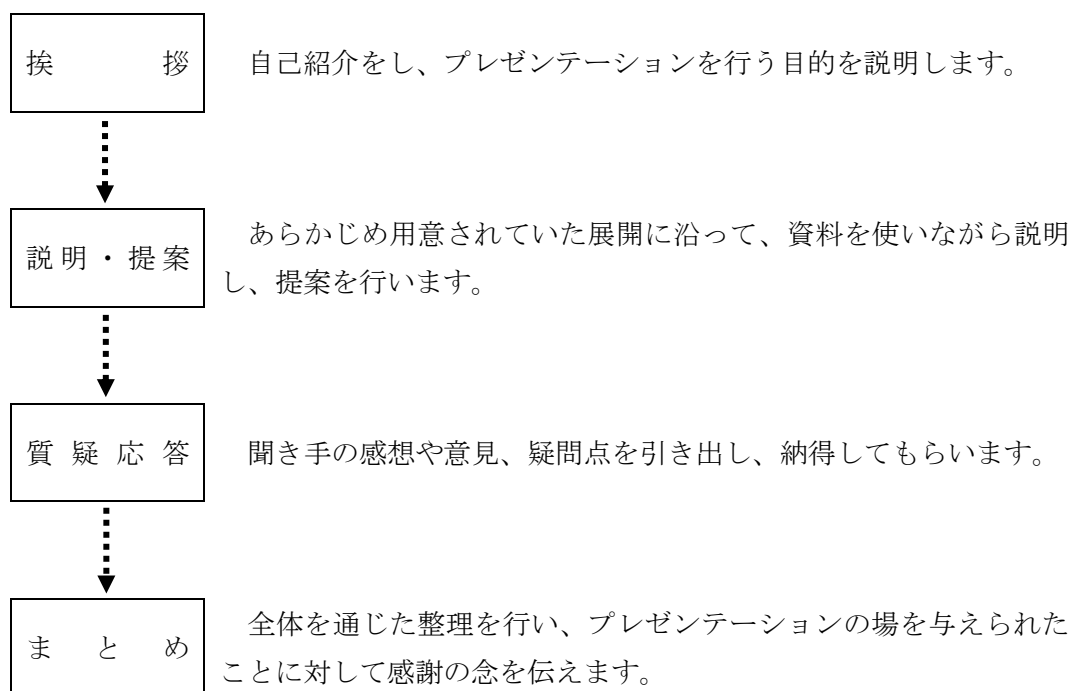 挨拶
自己紹介をし、プレゼンテーションを行う目的を説明します。
説明・提案
あらかじめ用意されていた展開に沿って、資料を使いながら説明
し、提案を行います。
質疑応答
聞き手の感想や意見、疑問点を引き出し、納得してもらいます。
まとめ
全体を通じた整理を行い、プレゼンテーションの場を与えられた
ことに対して感謝の念を伝えます。